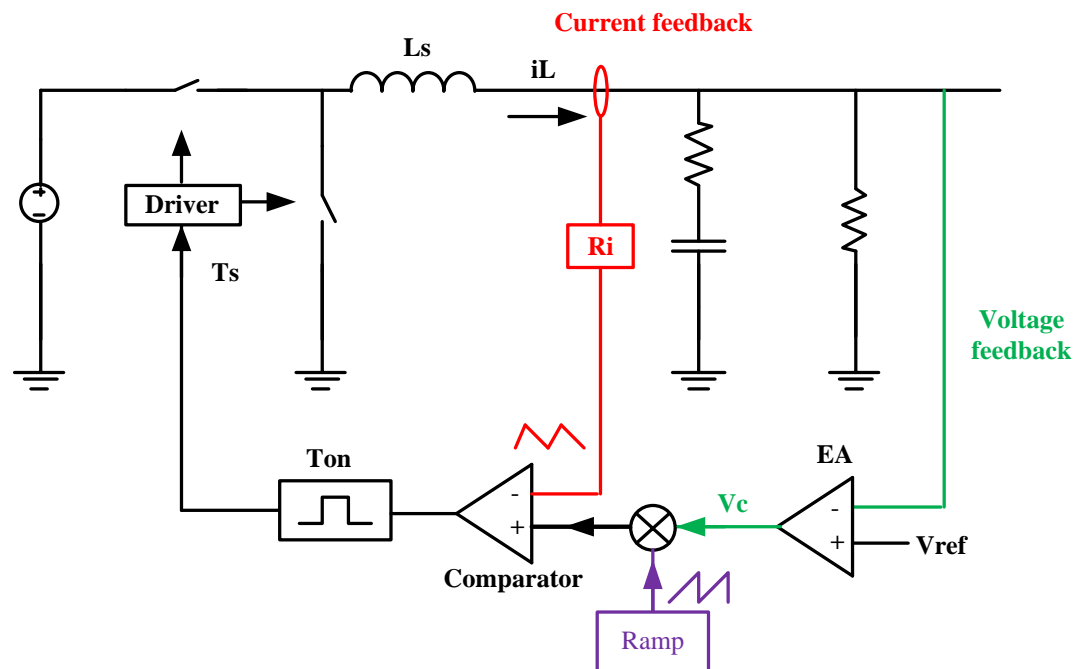 Current feedback
Ls
iL
+
-
Driver
Ts
Ri
Voltage
feedback
Ton
EA
-
+
Comparator
Vc
-
+
Vref
Ramp